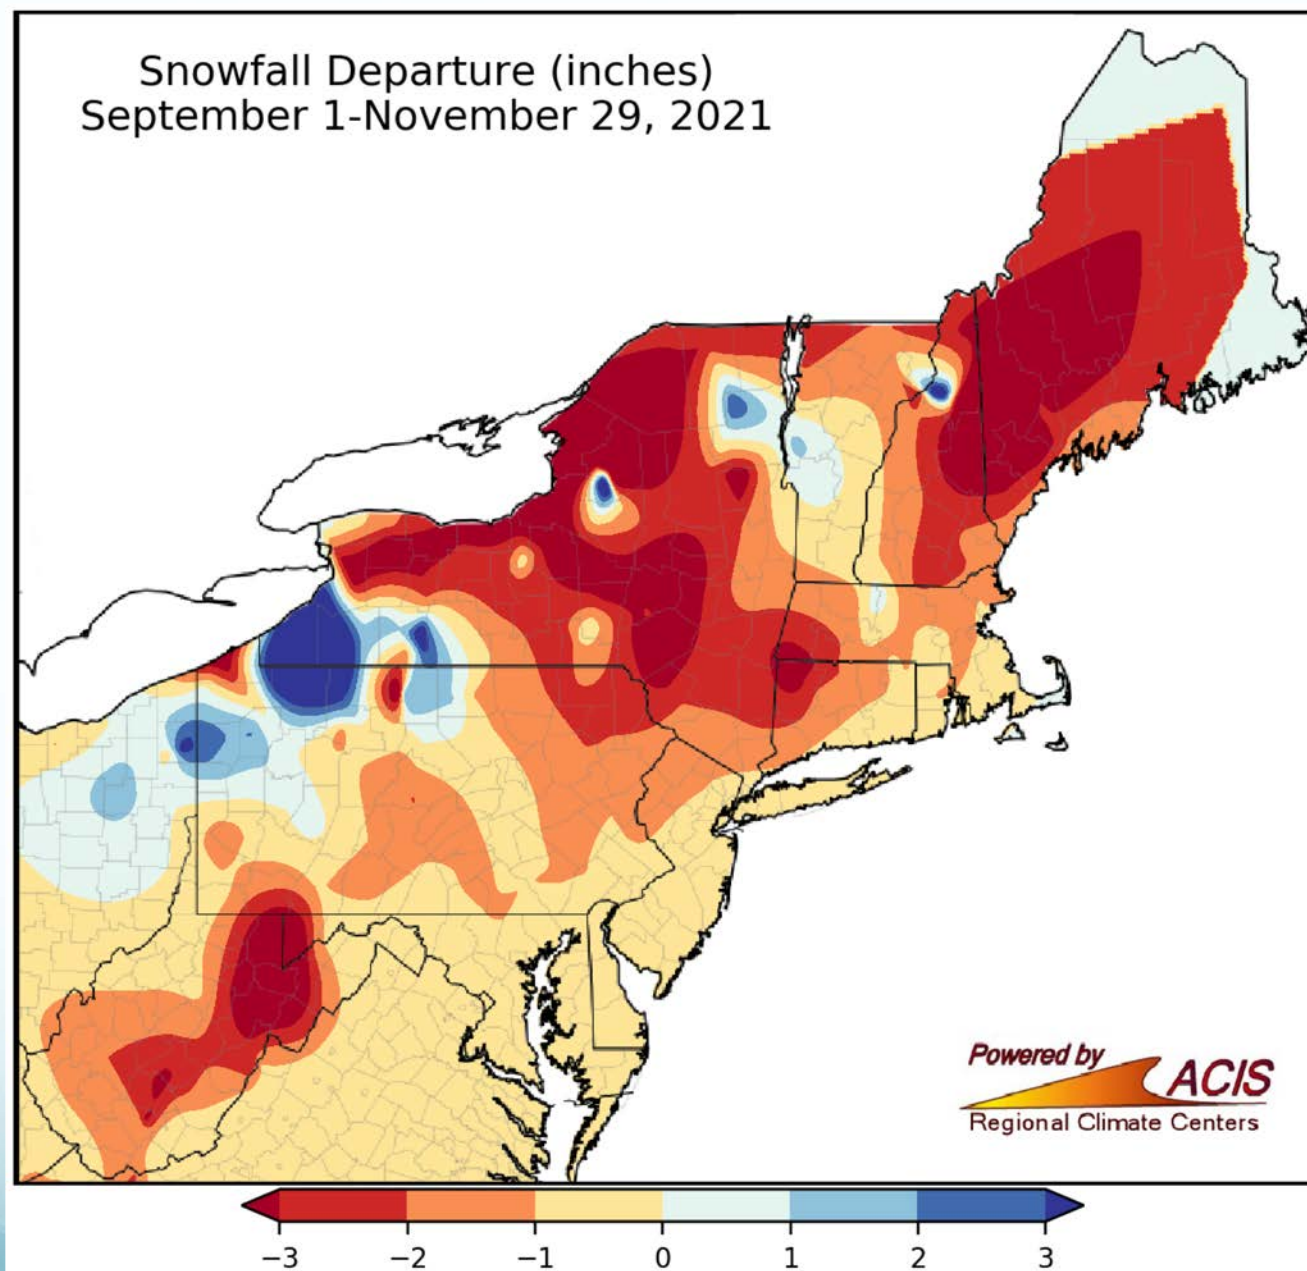 Snowfall Departure (inches)
September 1-November 29, 2021
Powered by
ACIS
Regional Climate Centers
−3 −2 −1 0 1 2 3